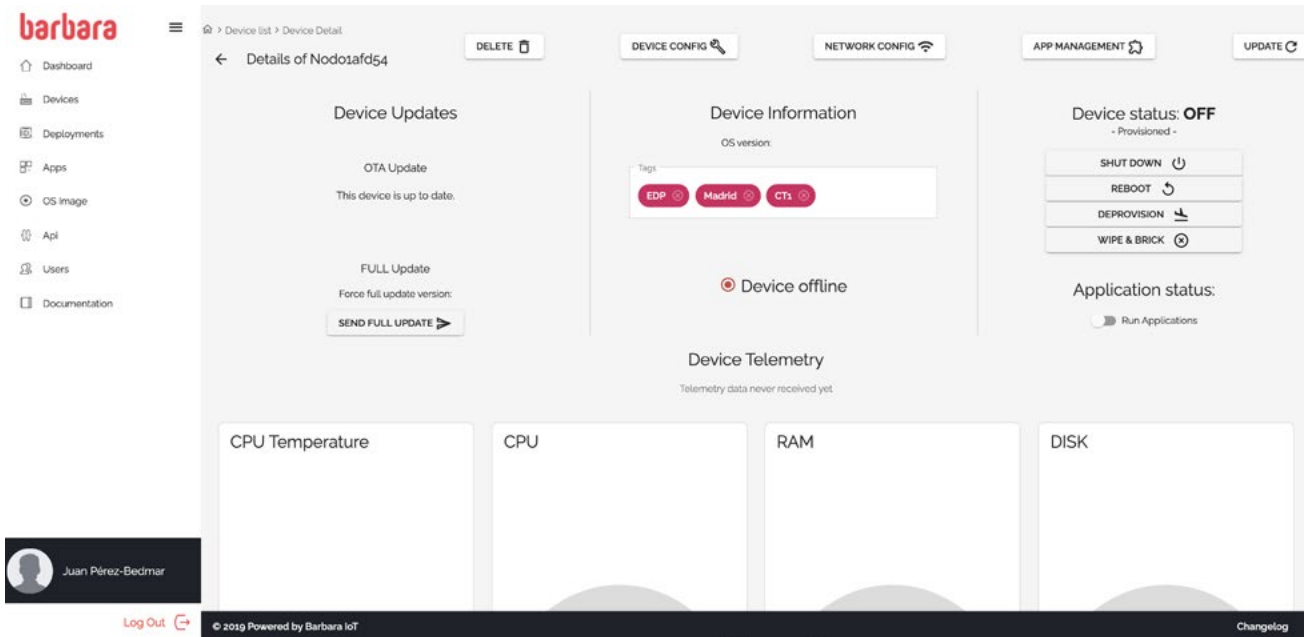 barbara
Dashboard
Devices
Deployments
Apps
OS Image
Api
Users
Documentation
Juan Pérez-Bedmar
Log Out
> Device list > Device Detail
Details of Nodo1afd54
DELETE
DEVICE CONFIG
NETWORK CONFIG
APP MANAGEMENT
UPDATE
Device Updates
OTA Update
This device is up to date.
FULL Update
Force full update version:
SEND FULL UPDATE
Device Information
OS version:
Tags
EDP Madrid CT1
Device offline
Device status: OFF
- Provisioned -
SHUT DOWN
REBOOT
DEPROVISION
WIPE & BRICK
Application status:
Run Applications
Device Telemetry
Telemetry data never received yet
CPU Temperature
CPU
RAM
DISK
© 2019 Powered by Barbara IoT
Changelog